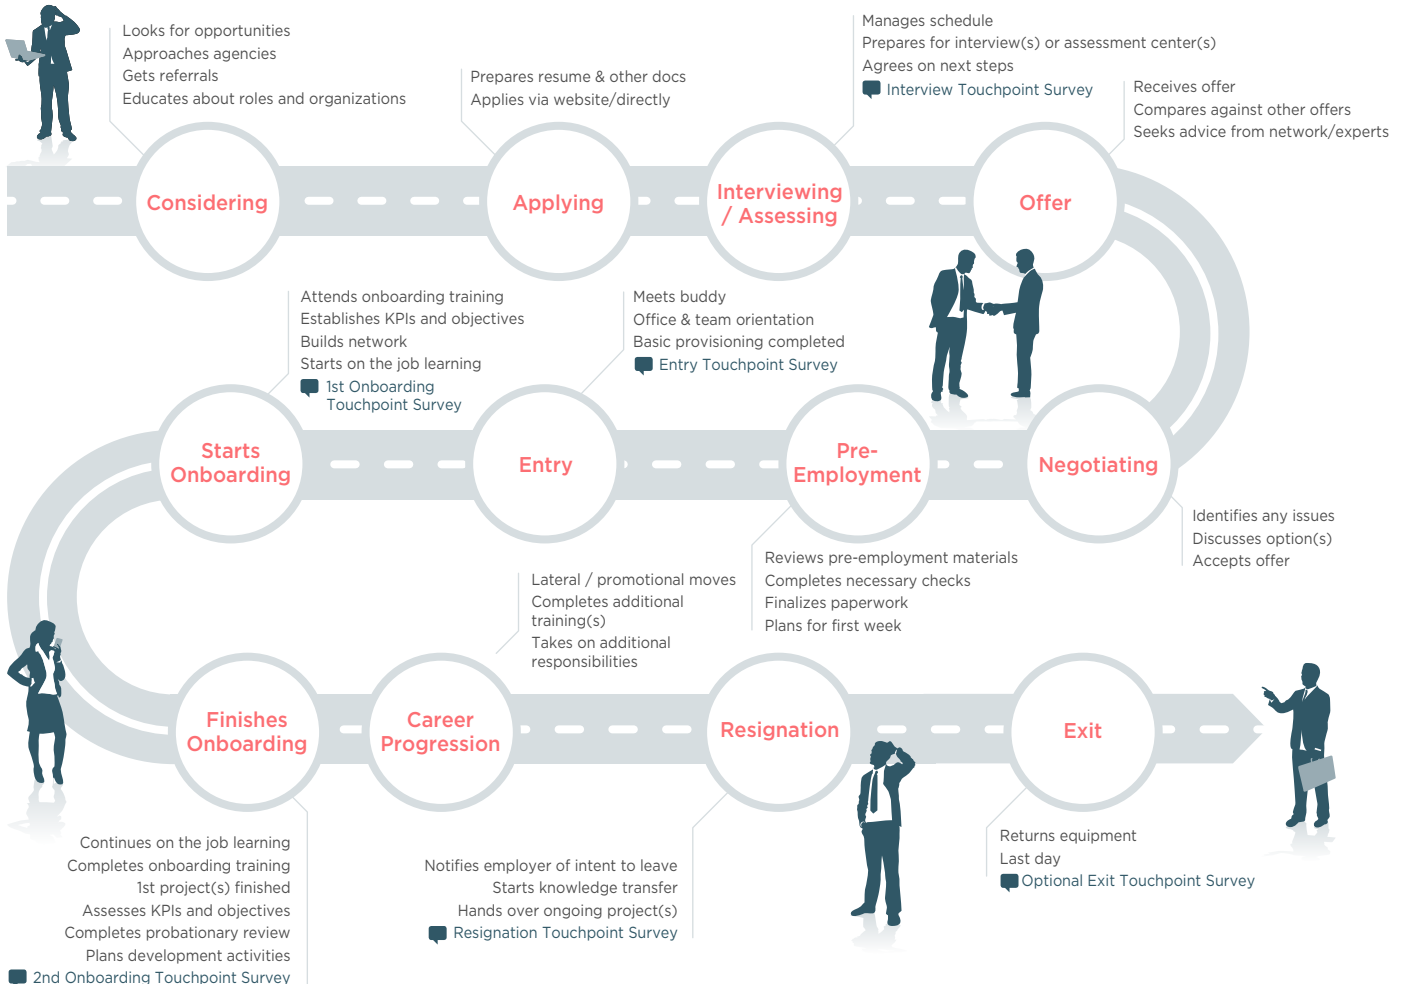 Looks for opportunities
Approaches agencies
Gets referrals
Educates about roles and organizations
Prepares resume & other docs
Applies via website/directly
Manages schedule
Prepares for interview(s) or assessment center(s)
Agrees on next steps
Interview Touchpoint Survey
Receives offer
Compares against other offers
Seeks advice from network/experts
Considering
Applying
Interviewing
/ Assessing
Offer
Attends onboarding training
Establishes KPIs and objectives
Builds network
Starts on the job learning
1st Onboarding
Touchpoint Survey
Meets buddy
Office & team orientation
Basic provisioning completed
Entry Touchpoint Survey
Starts
Onboarding
Entry
Pre-
Employment
Negotiating
Identifies any issues
Discusses option(s)
Accepts offer
Reviews pre-employment materials
Completes necessary checks
Finalizes paperwork
Plans for first week
Lateral / promotional moves
Completes additional
training(s)
Takes on additional
responsibilities
Finishes
Onboarding
Career
Progression
Resignation
Exit
Continues on the job learning
Completes onboarding training
1st project(s) finished
Assesses KPIs and objectives
Completes probationary review
Plans development activities
2nd Onboarding Touchpoint Survey
Notifies employer of intent to leave
Starts knowledge transfer
Hands over ongoing project(s)
Resignation Touchpoint Survey
Returns equipment
Last day
Optional Exit Touchpoint Survey